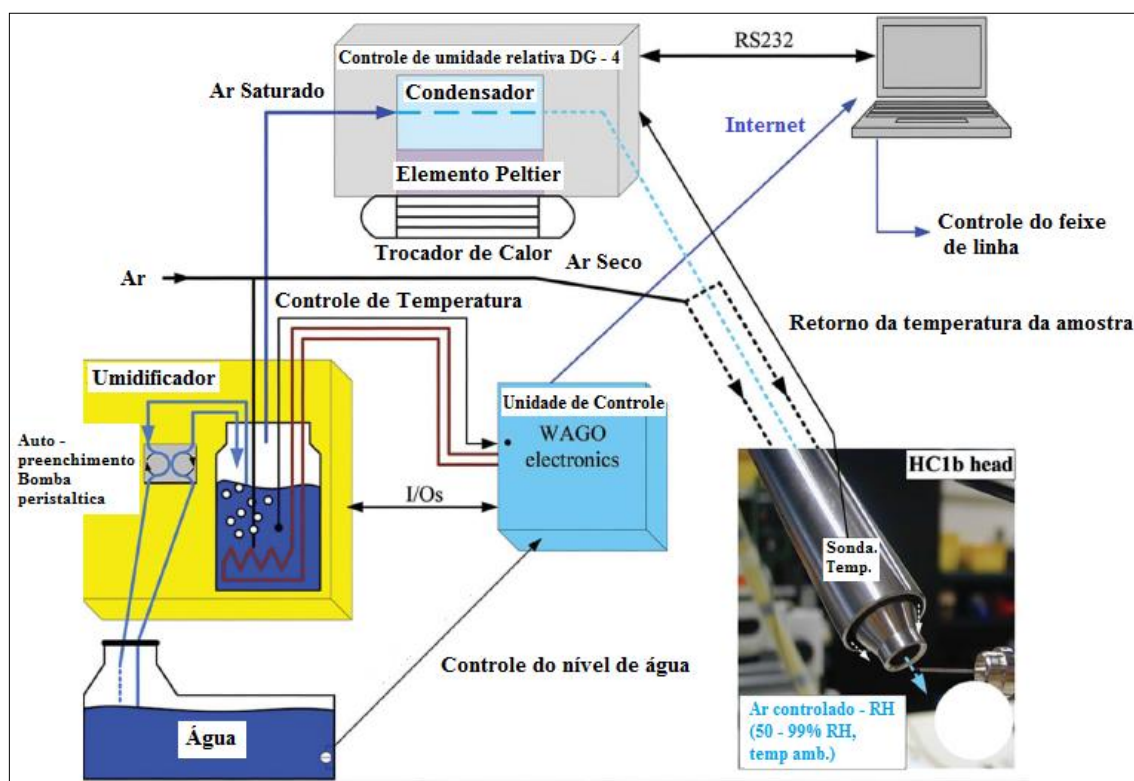 Controle de umidade relativa DG - 4
RS232
Condensador
Ar Saturado
Internet
Elemento Peltier
Trocador de Calor
Controle do feixe
de linha
Ar
Ar Seco
Controle de Temperatura
Retorno da temperatura da amostra
Umidificador
Unidade de Controle
WAGO
electronics
Auto -
preenchimento
Bomba
peristaltica
HC1b head
I/Os
Sonda.
Temp.
Controle do nível de água
Água
Ar controlado - RH
(50 - 99% RH,
temp amb.)